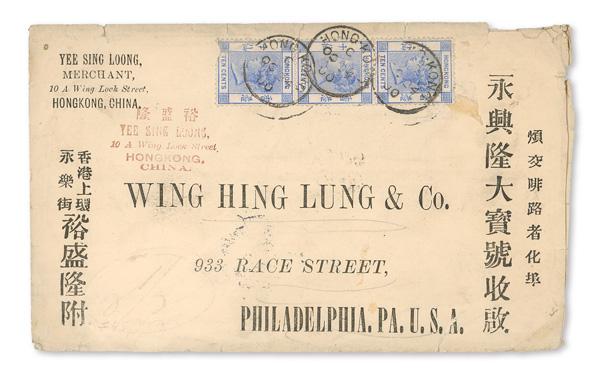 YEE SING LOONG,
MERCHANT,
10 A Wing Lock Street,
HONGKONG, CHINA,
TEN CENTS
HONGKONG
TEN CENTS
TEN CENTS
HONG-KONG
HONG-KONG
隆盛裕
YEE SING LOONG,
10 A Wing Lock Street,
HONGKONG.
CHINA.
WING HING LUNG & Co.
933 RACE STREET,
PHILADELPHIA. PA. U. S. A.
煩交啡路者化埠
永興隆大寶號收啟
香港上環
永樂街
裕盛隆附